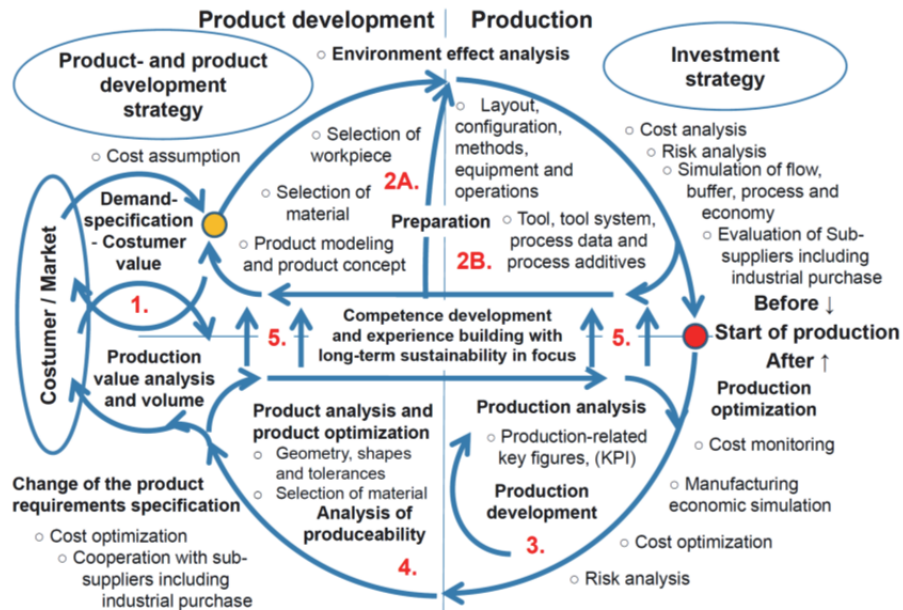 Product development
Production
○ Environment effect analysis
Product- and product
development
strategy
Investment
strategy
○ Cost assumption
○ Selection of
workpiece
2A.
○ Selection of
material
○ Product modeling
and product concept
○ Layout,
configuration,
methods,
equipment and
operations
Preparation
2B.
○ Tool, tool system,
process data and
process additives
○ Cost analysis
○ Risk analysis
○ Simulation of flow,
buffer, process and
economy
○ Evaluation of Sub-
suppliers including
industrial purchase
Before ↓
Start of production
After ↑
Costumer / Market
Demand-
specification
- Costumer
value
1.
Production
value analysis
and volume
5.
Competence development
and experience building with
long-term sustainability in focus
5.
Production
optimization
○ Cost monitoring
○ Manufacturing
economic simulation
○ Cost optimization
○ Risk analysis
Product analysis and
product optimization
○ Geometry, shapes
and tolerances
○ Selection of material
Analysis of
produceability
4.
Production analysis
○ Production-related
key figures, (KPI)
Production
development
3.
Change of the product
requirements specification
○ Cost optimization
○ Cooperation with sub-
suppliers including
industrial purchase